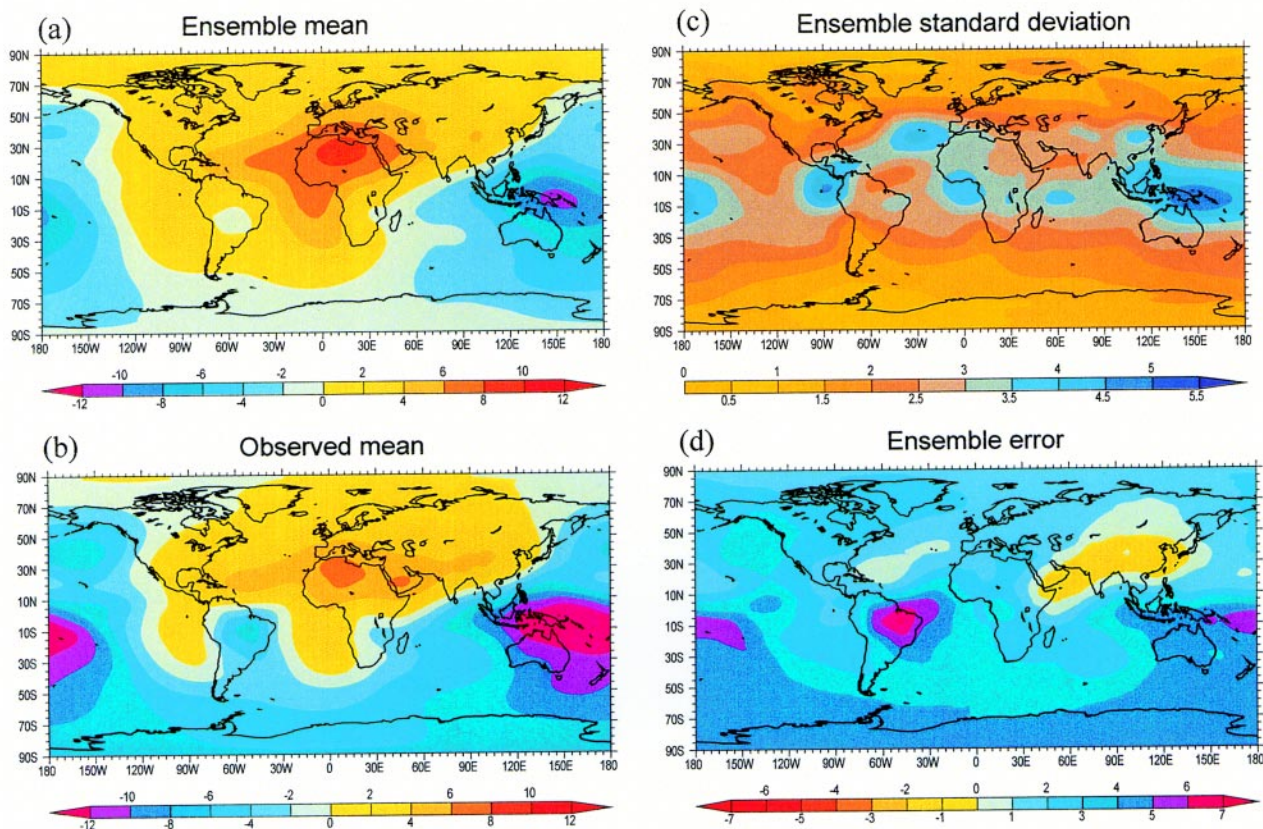 (a) Ensemble mean
90N
70N
50N
30N
10N
10S
30S
50S
70S
90S
180 150W 120W 90W 60W 30W 0 30E 60E 90E 120E 150E 180
-10 -6 -2 2 6 10
-12 -8 -4 0 4 8 12
(c) Ensemble standard deviation
90N
70N
50N
30N
10N
10S
30S
50S
70S
90S
180 150W 120W 90W 60W 30W 0 30E 60E 90E 120E 150E 180
0 1 2 3 4 5
0.5 1.5 2.5 3.5 4.5 5.5
(b) Observed mean
90N
70N
50N
30N
10N
10S
30S
50S
70S
90S
180 150W 120W 90W 60W 30W 0 30E 60E 90E 120E 150E 180
-10 -6 -2 2 6 10
-12 -8 -4 0 4 8 12
(d) Ensemble error
90N
70N
50N
30N
10N
10S
30S
50S
70S
90S
180 150W 120W 90W 60W 30W 0 30E 60E 90E 120E 150E 180
-6 -4 -2 0 2 4 6
-7 -5 -3 -1 1 3 5 7